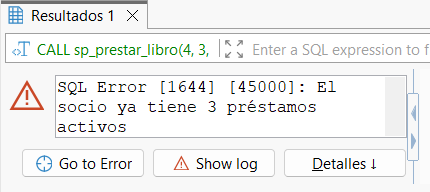 Resultados 1
CALL sp_prestar_libro(4, 3,
Enter a SQL expression to f
SQL Error [1644] [45000]: El
socio ya tiene 3 préstamos
activos
Go to Error
Show log
Detalles ↓